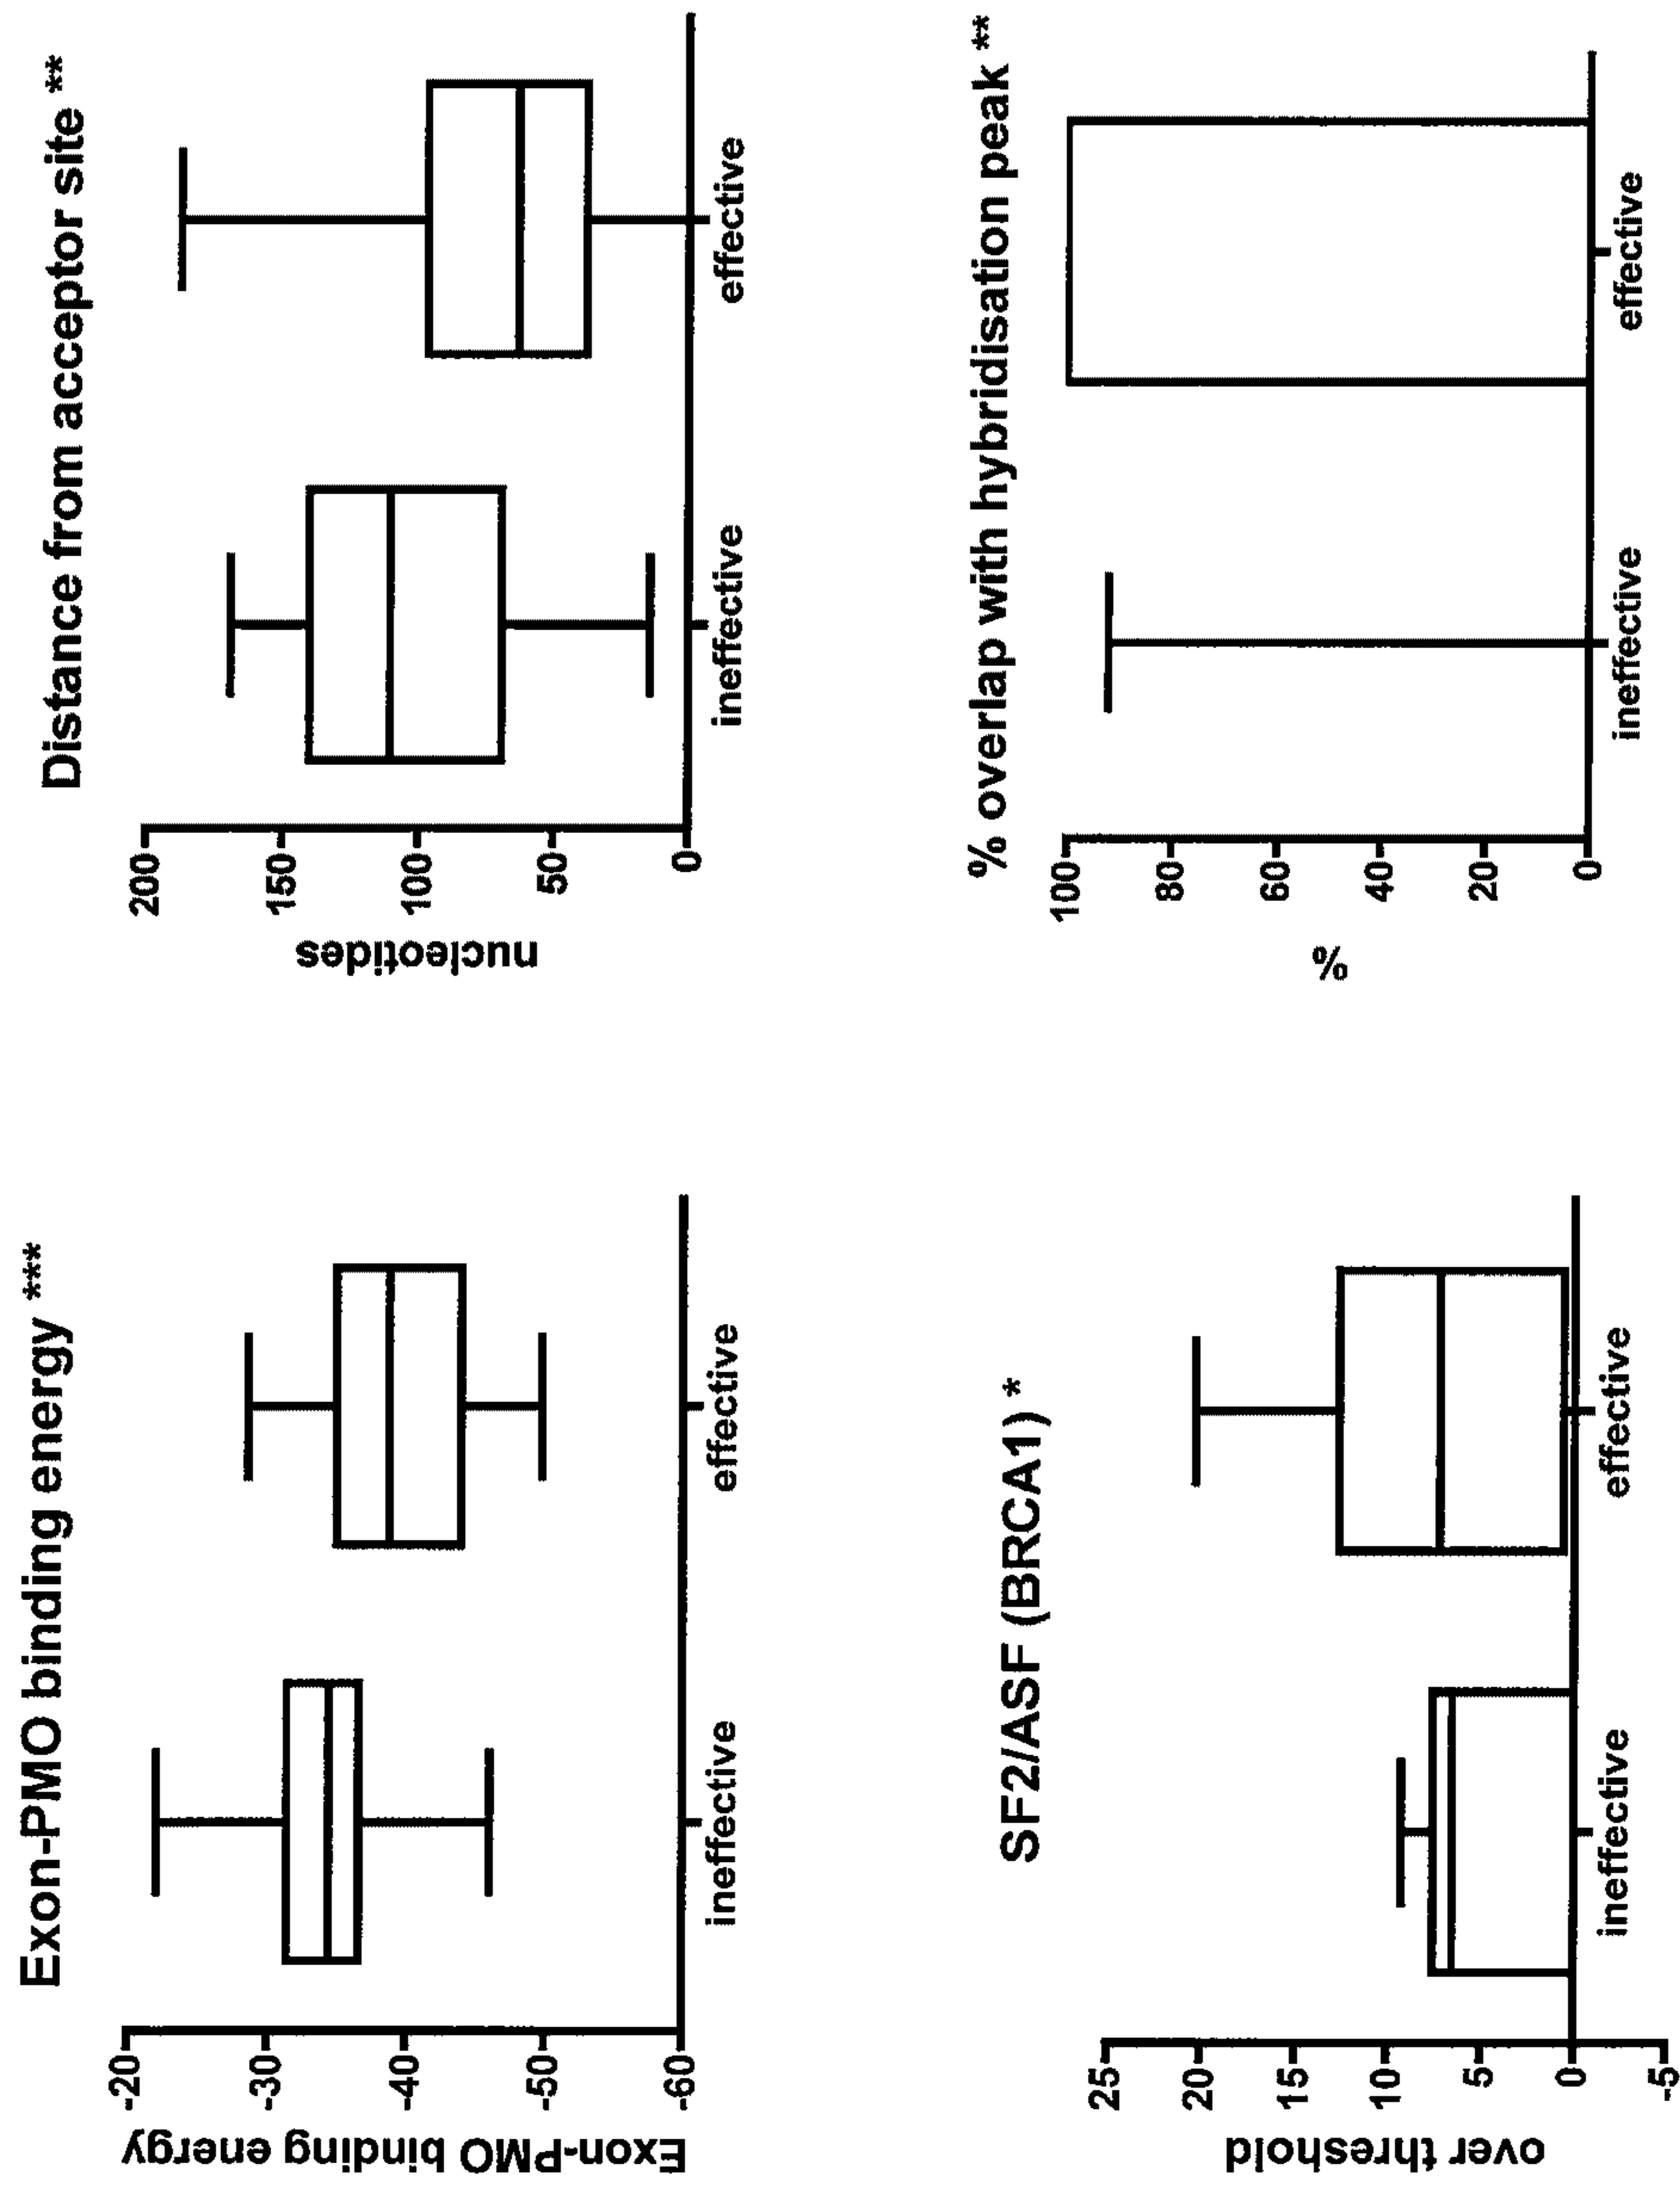 Exon-PMO binding energy ***
Exon-PMO binding energy
-20
-30
-40
-50
-60
ineffective
effective
Distance from acceptor site **
nucleotides
200
150
100
50
0
ineffective
effective
SF2/ASF (BRCA1) *
over threshold
25
20
15
10
5
0
-5
ineffective
effective
% overlap with hybridisation peak **
%
100
80
60
40
20
0
ineffective
effective